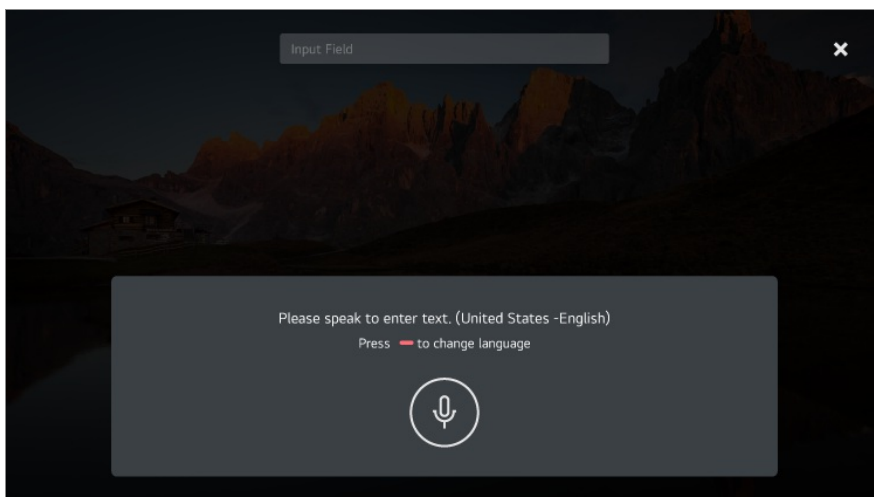 Input Field
Please speak to enter text. (United States -English)
Press to change language